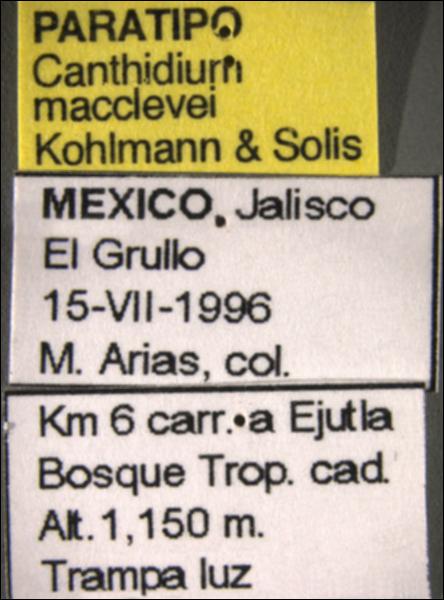 PARATIPO
Canthidium
macclevei
Kohlmann & Solis
MEXICO, Jalisco
El Grullo
15-VII-1996
M. Arias, col.
Km 6 carr. a Ejutla
Bosque Trop. cad.
Alt. 1,150 m.
Trampa luz